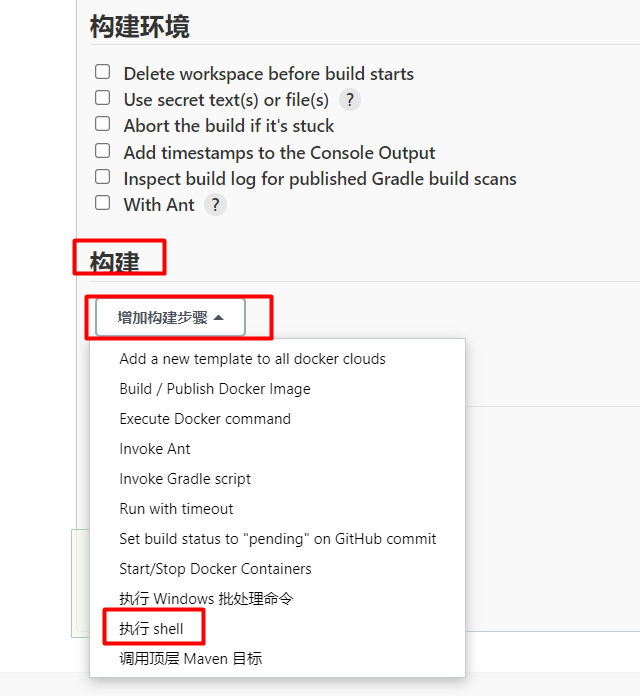 构建环境
Delete workspace before build starts
Use secret text(s) or file(s) ?
Abort the build if it's stuck
Add timestamps to the Console Output
Inspect build log for published Gradle build scans
With Ant ?
构建
增加构建步骤
Add a new template to all docker clouds
Build / Publish Docker Image
Execute Docker command
Invoke Ant
Invoke Gradle script
Run with timeout
Set build status to "pending" on GitHub commit
Start/Stop Docker Containers
执行 Windows 批处理命令
执行 shell
调用顶层 Maven 目标